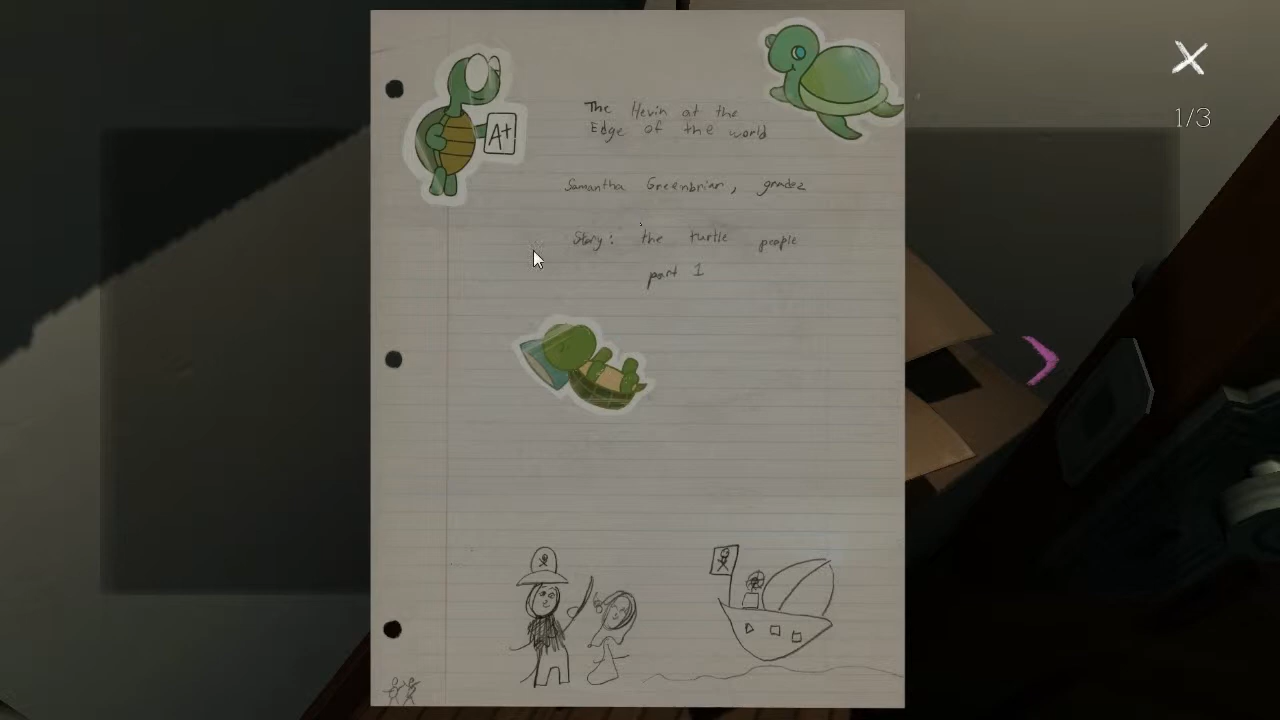 A+
1/3
The Hevin at the
Edge of the world
Samantha Greenbriar, grade2
Story: the turtle people
part 1